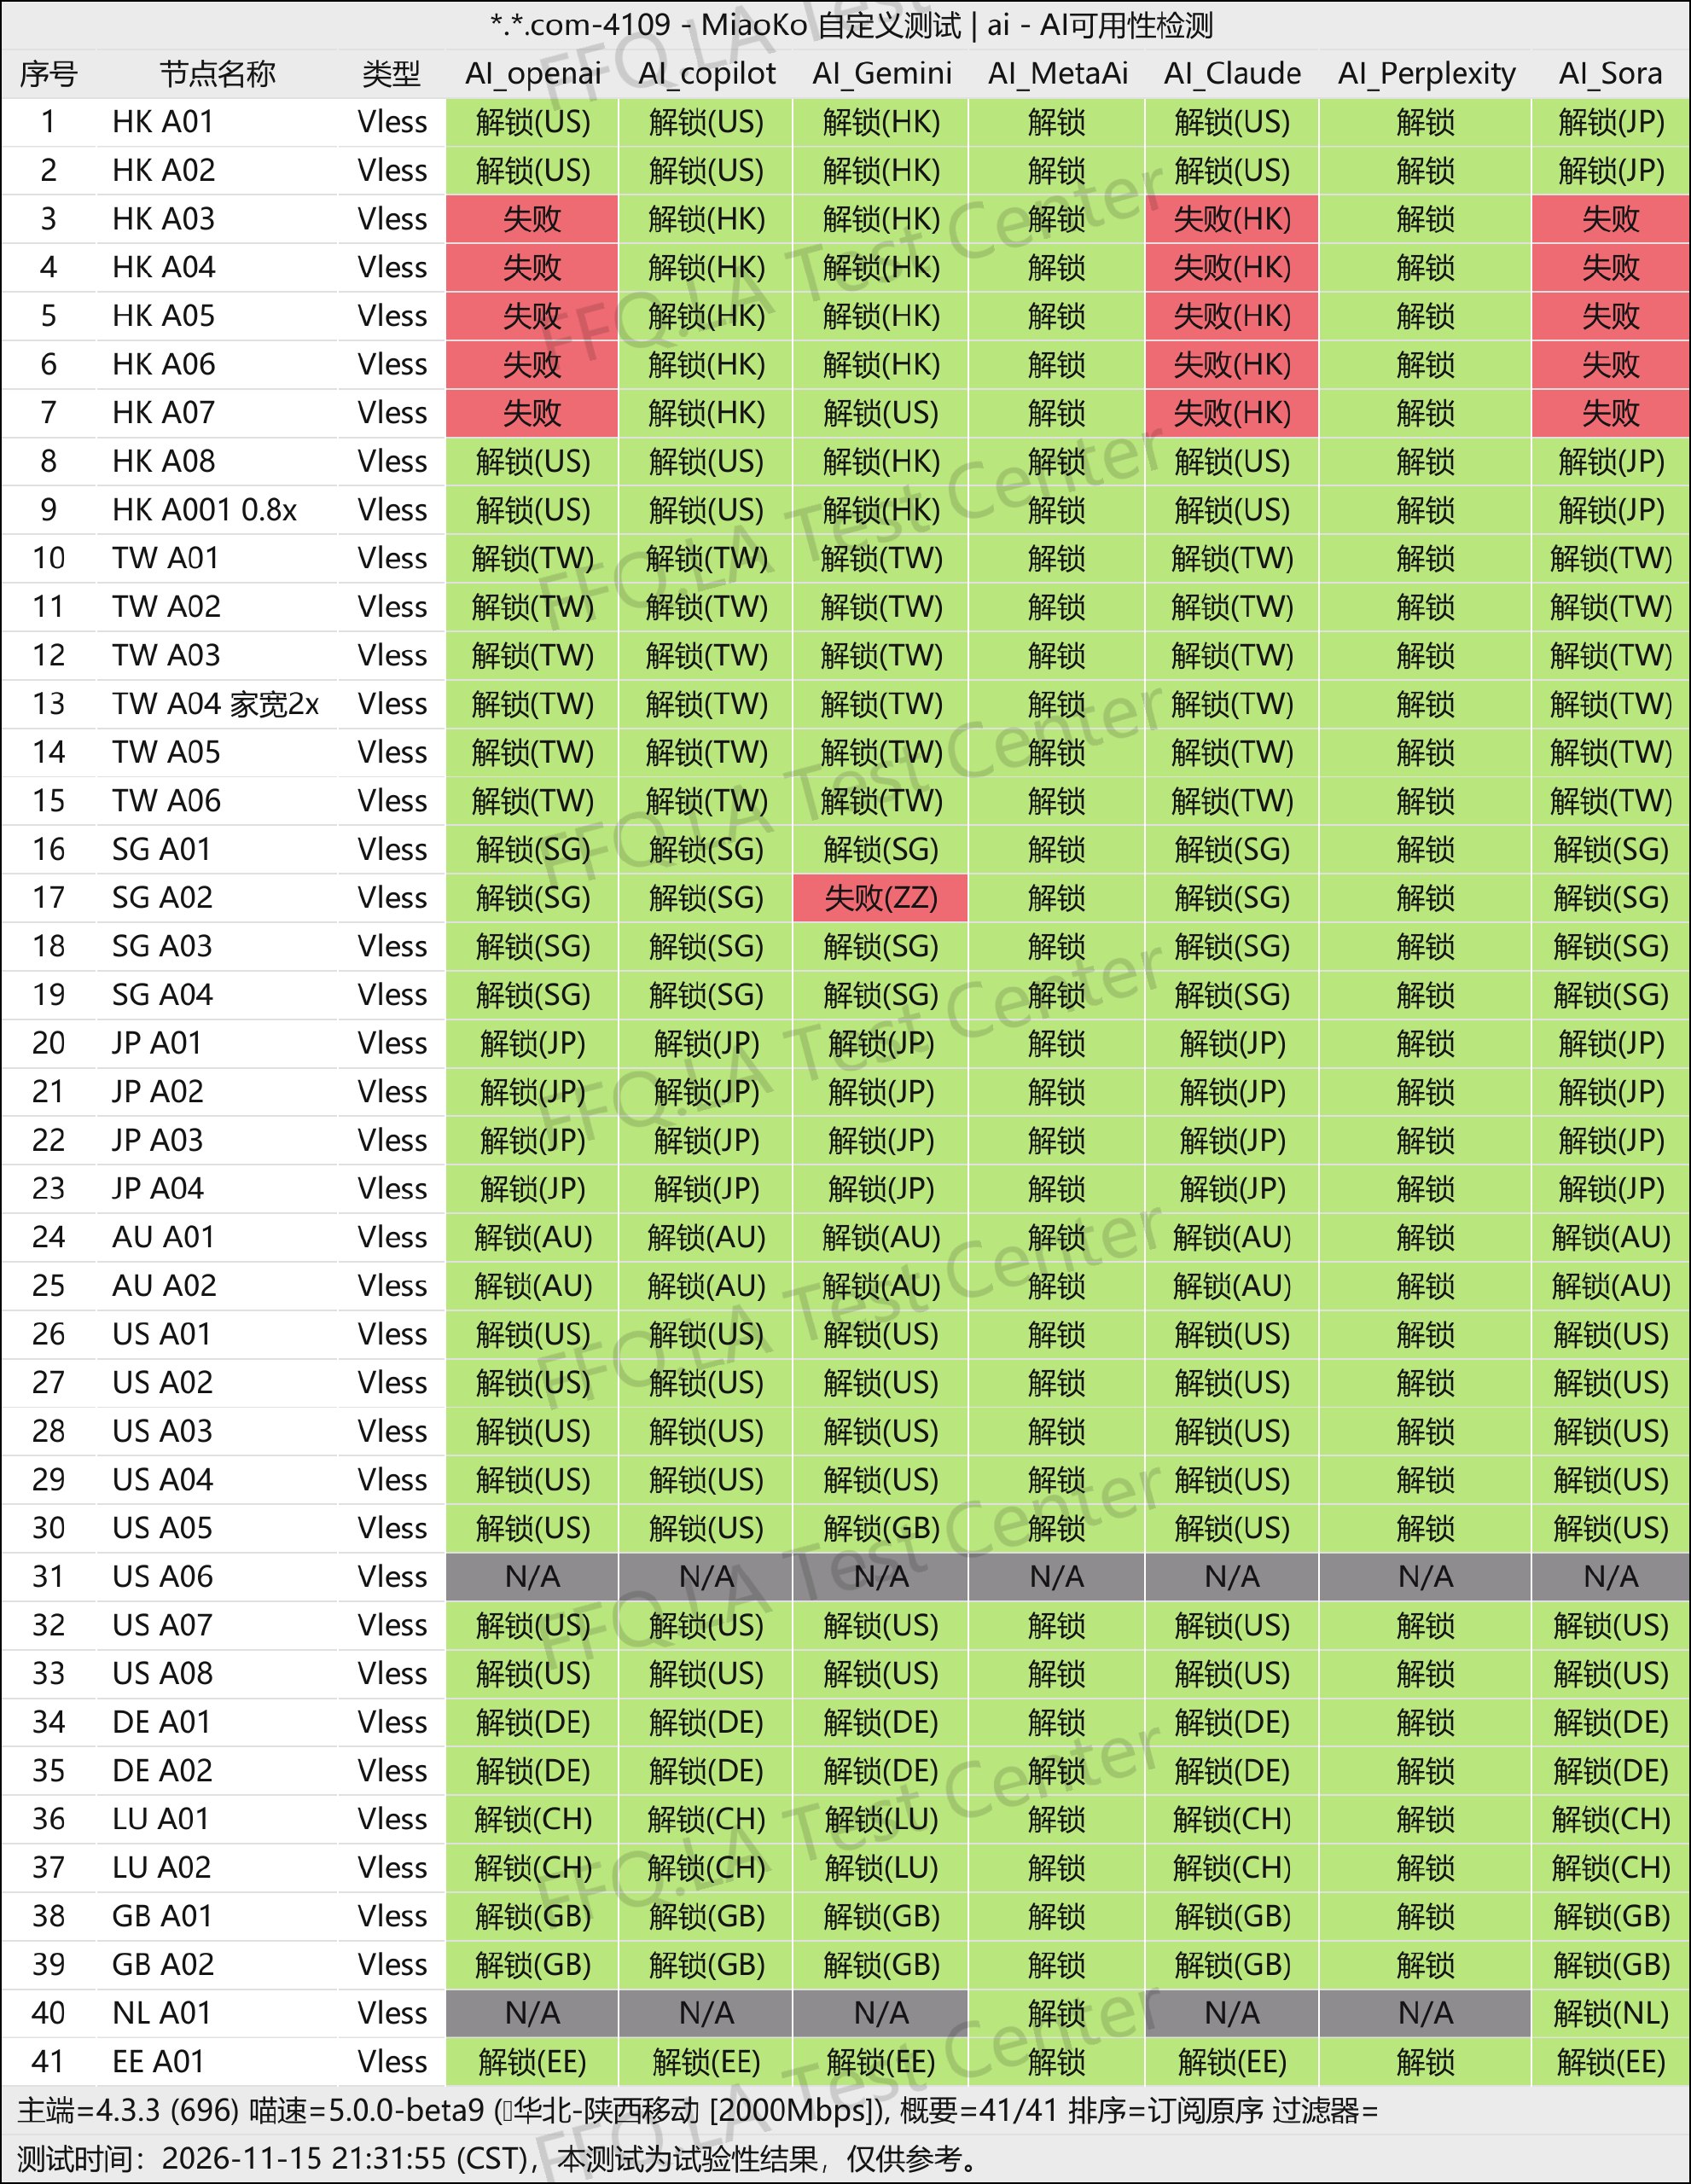 *.*.com-4109 - MiaoKo 自定义测试 | ai - AI可用性检测
序号 节点名称 类型 AI_openai AI_copilot AI_Gemini AI_MetaAi AI_Claude AI_Perplexity AI_Sora
1 HK A01 Vless 解锁(US) 解锁(US) 解锁(HK) 解锁 解锁(US) 解锁 解锁(JP)
2 HK A02 Vless 解锁(US) 解锁(US) 解锁(HK) 解锁 解锁(US) 解锁 解锁(JP)
3 HK A03 Vless 失败 解锁(HK) 解锁(HK) 解锁 失败(HK) 解锁 失败
4 HK A04 Vless 失败 解锁(HK) 解锁(HK) 解锁 失败(HK) 解锁 失败
5 HK A05 Vless 失败 解锁(HK) 解锁(HK) 解锁 失败(HK) 解锁 失败
6 HK A06 Vless 失败 解锁(HK) 解锁(HK) 解锁 失败(HK) 解锁 失败
7 HK A07 Vless 失败 解锁(HK) 解锁(US) 解锁 失败(HK) 解锁 失败
8 HK A08 Vless 解锁(US) 解锁(US) 解锁(HK) 解锁 解锁(US) 解锁 解锁(JP)
9 HK A001 0.8x Vless 解锁(US) 解锁(US) 解锁(HK) 解锁 解锁(US) 解锁 解锁(JP)
10 TW A01 Vless 解锁(TW) 解锁(TW) 解锁(TW) 解锁 解锁(TW) 解锁 解锁(TW)
11 TW A02 Vless 解锁(TW) 解锁(TW) 解锁(TW) 解锁 解锁(TW) 解锁 解锁(TW)
12 TW A03 Vless 解锁(TW) 解锁(TW) 解锁(TW) 解锁 解锁(TW) 解锁 解锁(TW)
13 TW A04 家宽2x Vless 解锁(TW) 解锁(TW) 解锁(TW) 解锁 解锁(TW) 解锁 解锁(TW)
14 TW A05 Vless 解锁(TW) 解锁(TW) 解锁(TW) 解锁 解锁(TW) 解锁 解锁(TW)
15 TW A06 Vless 解锁(TW) 解锁(TW) 解锁(TW) 解锁 解锁(TW) 解锁 解锁(TW)
16 SG A01 Vless 解锁(SG) 解锁(SG) 解锁(SG) 解锁 解锁(SG) 解锁 解锁(SG)
17 SG A02 Vless 解锁(SG) 解锁(SG) 失败(ZZ) 解锁 解锁(SG) 解锁 解锁(SG)
18 SG A03 Vless 解锁(SG) 解锁(SG) 解锁(SG) 解锁 解锁(SG) 解锁 解锁(SG)
19 SG A04 Vless 解锁(SG) 解锁(SG) 解锁(SG) 解锁 解锁(SG) 解锁 解锁(SG)
20 JP A01 Vless 解锁(JP) 解锁(JP) 解锁(JP) 解锁 解锁(JP) 解锁 解锁(JP)
21 JP A02 Vless 解锁(JP) 解锁(JP) 解锁(JP) 解锁 解锁(JP) 解锁 解锁(JP)
22 JP A03 Vless 解锁(JP) 解锁(JP) 解锁(JP) 解锁 解锁(JP) 解锁 解锁(JP)
23 JP A04 Vless 解锁(JP) 解锁(JP) 解锁(JP) 解锁 解锁(JP) 解锁 解锁(JP)
24 AU A01 Vless 解锁(AU) 解锁(AU) 解锁(AU) 解锁 解锁(AU) 解锁 解锁(AU)
25 AU A02 Vless 解锁(AU) 解锁(AU) 解锁(AU) 解锁 解锁(AU) 解锁 解锁(AU)
26 US A01 Vless 解锁(US) 解锁(US) 解锁(US) 解锁 解锁(US) 解锁 解锁(US)
27 US A02 Vless 解锁(US) 解锁(US) 解锁(US) 解锁 解锁(US) 解锁 解锁(US)
28 US A03 Vless 解锁(US) 解锁(US) 解锁(US) 解锁 解锁(US) 解锁 解锁(US)
29 US A04 Vless 解锁(US) 解锁(US) 解锁(US) 解锁 解锁(US) 解锁 解锁(US)
30 US A05 Vless 解锁(US) 解锁(US) 解锁(GB) 解锁 解锁(US) 解锁 解锁(US)
31 US A06 Vless N/A N/A N/A N/A N/A N/A N/A
32 US A07 Vless 解锁(US) 解锁(US) 解锁(US) 解锁 解锁(US) 解锁 解锁(US)
33 US A08 Vless 解锁(US) 解锁(US) 解锁(US) 解锁 解锁(US) 解锁 解锁(US)
34 DE A01 Vless 解锁(DE) 解锁(DE) 解锁(DE) 解锁 解锁(DE) 解锁 解锁(DE)
35 DE A02 Vless 解锁(DE) 解锁(DE) 解锁(DE) 解锁 解锁(DE) 解锁 解锁(DE)
36 LU A01 Vless 解锁(CH) 解锁(CH) 解锁(LU) 解锁 解锁(CH) 解锁 解锁(CH)
37 LU A02 Vless 解锁(CH) 解锁(CH) 解锁(LU) 解锁 解锁(CH) 解锁 解锁(CH)
38 GB A01 Vless 解锁(GB) 解锁(GB) 解锁(GB) 解锁 解锁(GB) 解锁 解锁(GB)
39 GB A02 Vless 解锁(GB) 解锁(GB) 解锁(GB) 解锁 解锁(GB) 解锁 解锁(GB)
40 NL A01 Vless N/A N/A N/A 解锁 N/A N/A 解锁(NL)
41 EE A01 Vless 解锁(EE) 解锁(EE) 解锁(EE) 解锁 解锁(EE) 解锁 解锁(EE)
主端=4.3.3 (696) 喵速=5.0.0-beta9 (华北-陕西移动 [2000Mbps]), 概要=41/41 排序=订阅原序 过滤器=
测试时间：2026-11-15 21:31:55 (CST)，本测试为试验性结果，仅供参考。
FFQ.LA Test Center
FFQ.LA Test Center
FFQ.LA Test Center
FFQ.LA Test Center
FFQ.LA Test Center
FFQ.LA Test Center
FFQ.LA Test Center
FFQ.LA Test Center
FFQ.LA Test Center